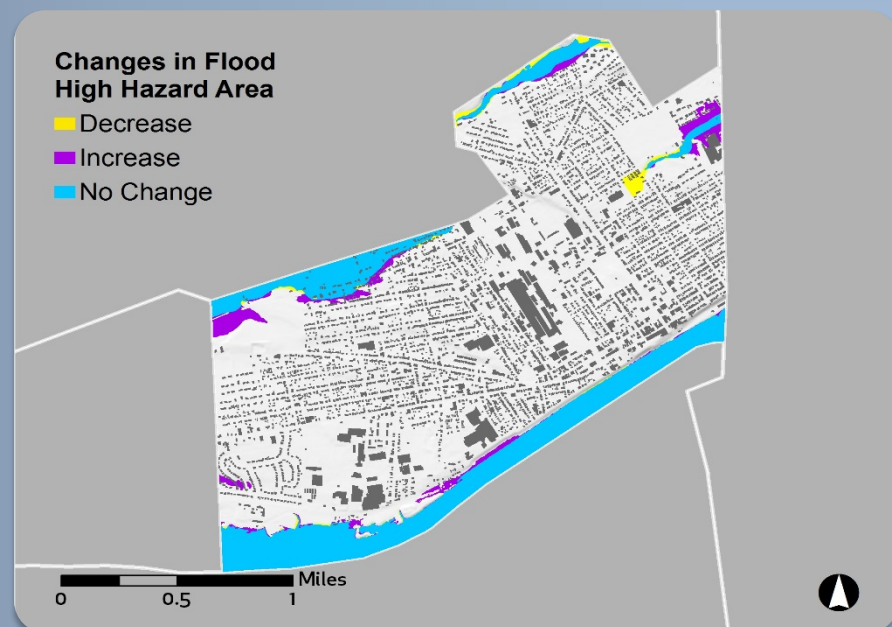 Changes in Flood
High Hazard Area
Decrease
Increase
No Change
Miles
0 0.5 1